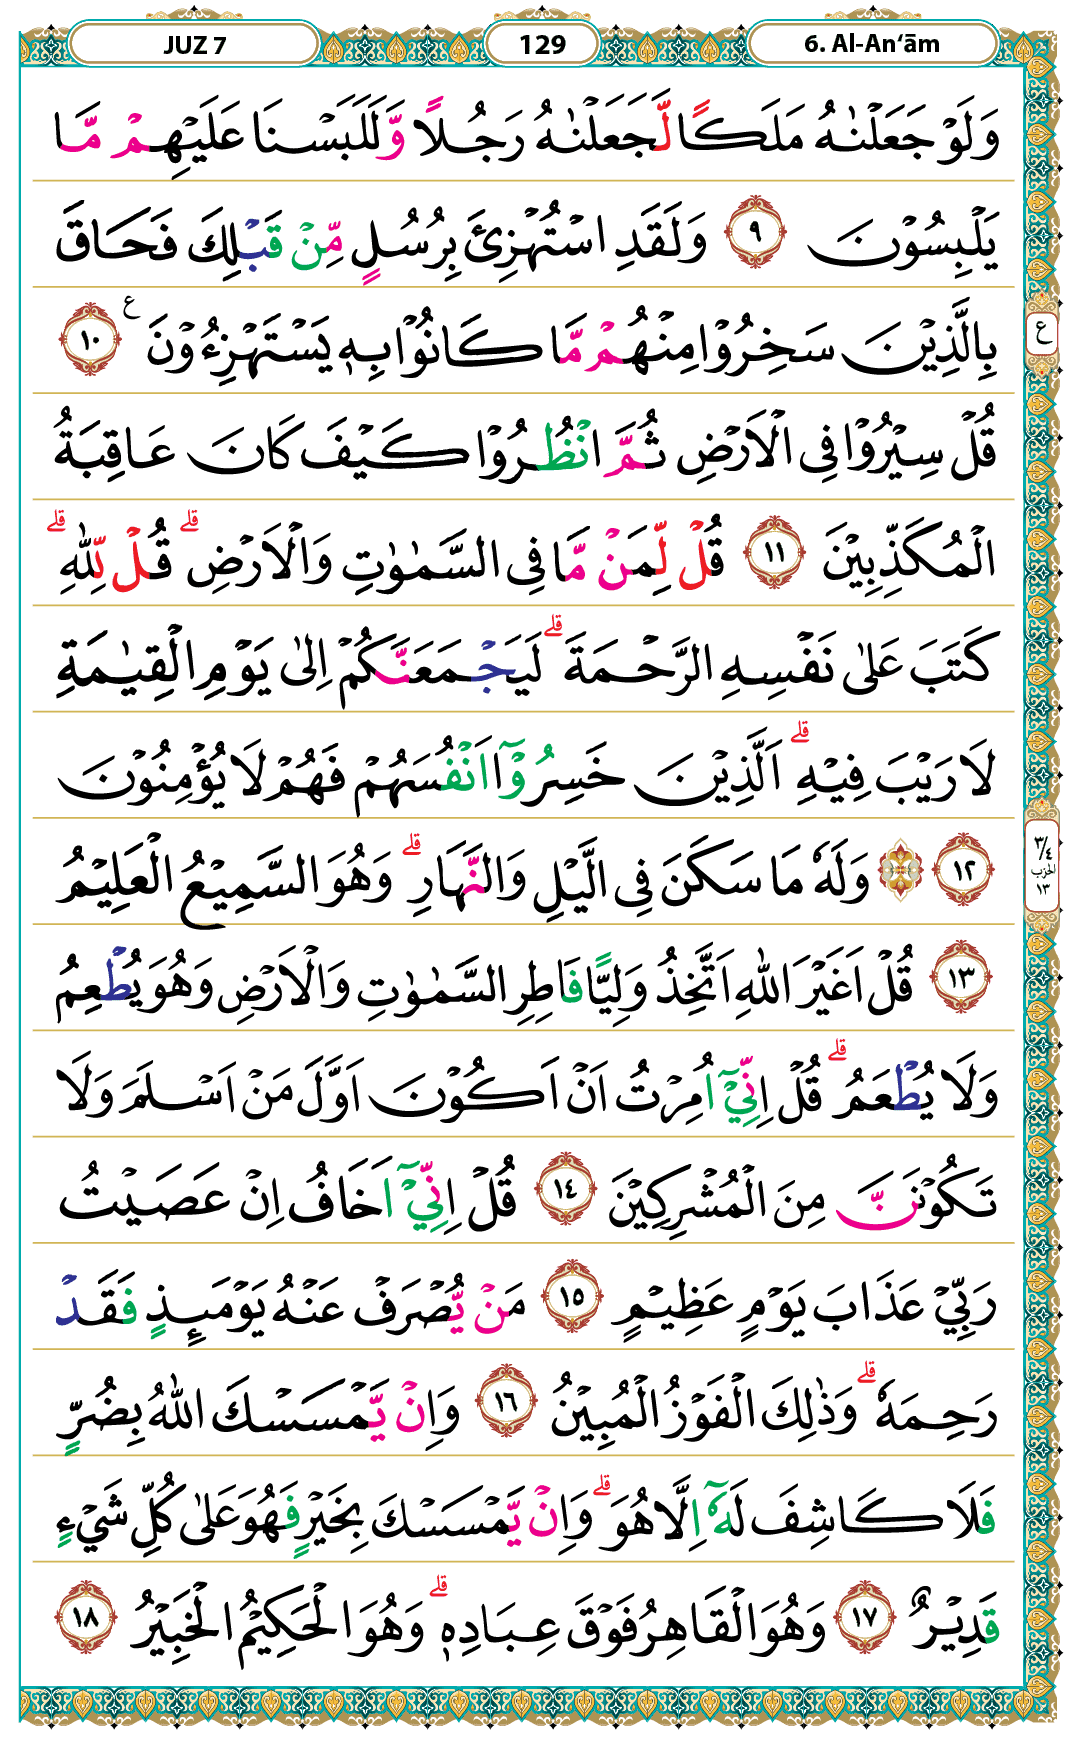 JUZ 7 129 6. Al-An‘ām
وَلَوْ جَعَلْنٰهُ مَلَكًا لَّجَعَلْنٰهُ رَجُلًا وَّلَلَبَسْنَا عَلَيْهِمْ مَّا
يَلْبِسُوْنَ ٩ وَلَقَدِ اسْتُهْزِئَ بِرُسُلٍ مِّنْ قَبْلِكَ فَحَاقَ
بِالَّذِيْنَ سَخِرُوْا مِنْهُمْ مَّا كَانُوْا بِهٖ يَسْتَهْزِءُوْنَ ࣖ ١٠
ع
قُلْ سِيْرُوْا فِى الْاَرْضِ ثُمَّ انْظُرُوْا كَيْفَ كَانَ عَاقِبَةُ
الْمُكَذِّبِيْنَ ١١ قُلْ لِّمَنْ مَّا فِى السَّمٰوٰتِ وَالْاَرْضِ ۗ قُلْ لِّلّٰهِ ۗ
كَتَبَ عَلٰى نَفْسِهِ الرَّحْمَةَ ۗ لَيَجْمَعَنَّكُمْ اِلٰى يَوْمِ الْقِيٰمَةِ
لَا رَيْبَ فِيْهِ ۗ اَلَّذِيْنَ خَسِرُوْٓا اَنْفُسَهُمْ فَهُمْ لَا يُؤْمِنُوْنَ
١٢ ۞ وَلَهٗ مَا سَكَنَ فِى الَّيْلِ وَالنَّهَارِ ۗ وَهُوَ السَّمِيْعُ الْعَلِيْمُ
٣/٤
الحزب
١٣
١٣ قُلْ اَغَيْرَ اللّٰهِ اَتَّخِذُ وَلِيًّا فَاطِرِ السَّمٰوٰتِ وَالْاَرْضِ وَهُوَ يُطْعِمُ
وَلَا يُطْعَمُ ۗ قُلْ اِنِّيْٓ اُمِرْتُ اَنْ اَكُوْنَ اَوَّلَ مَنْ اَسْلَمَ وَلَا
تَكُوْنَنَّ مِنَ الْمُشْرِكِيْنَ ١٤ قُلْ اِنِّيْٓ اَخَافُ اِنْ عَصَيْتُ
رَبِّيْ عَذَابَ يَوْمٍ عَظِيْمٍ ١٥ مَنْ يُّصْرَفْ عَنْهُ يَوْمَىِٕذٍ فَقَدْ
رَحِمَهٗ ۗ وَذٰلِكَ الْفَوْزُ الْمُبِيْنُ ١٦ وَاِنْ يَّمْسَسْكَ اللّٰهُ بِضُرٍّ
فَلَا كَاشِفَ لَهٗٓ اِلَّا هُوَ ۗ وَاِنْ يَّمْسَسْكَ بِخَيْرٍ فَهُوَ عَلٰى كُلِّ شَيْءٍ
قَدِيْرٌ ١٧ وَهُوَ الْقَاهِرُ فَوْقَ عِبَادِهٖ ۗ وَهُوَ الْحَكِيْمُ الْخَبِيْرُ ١٨